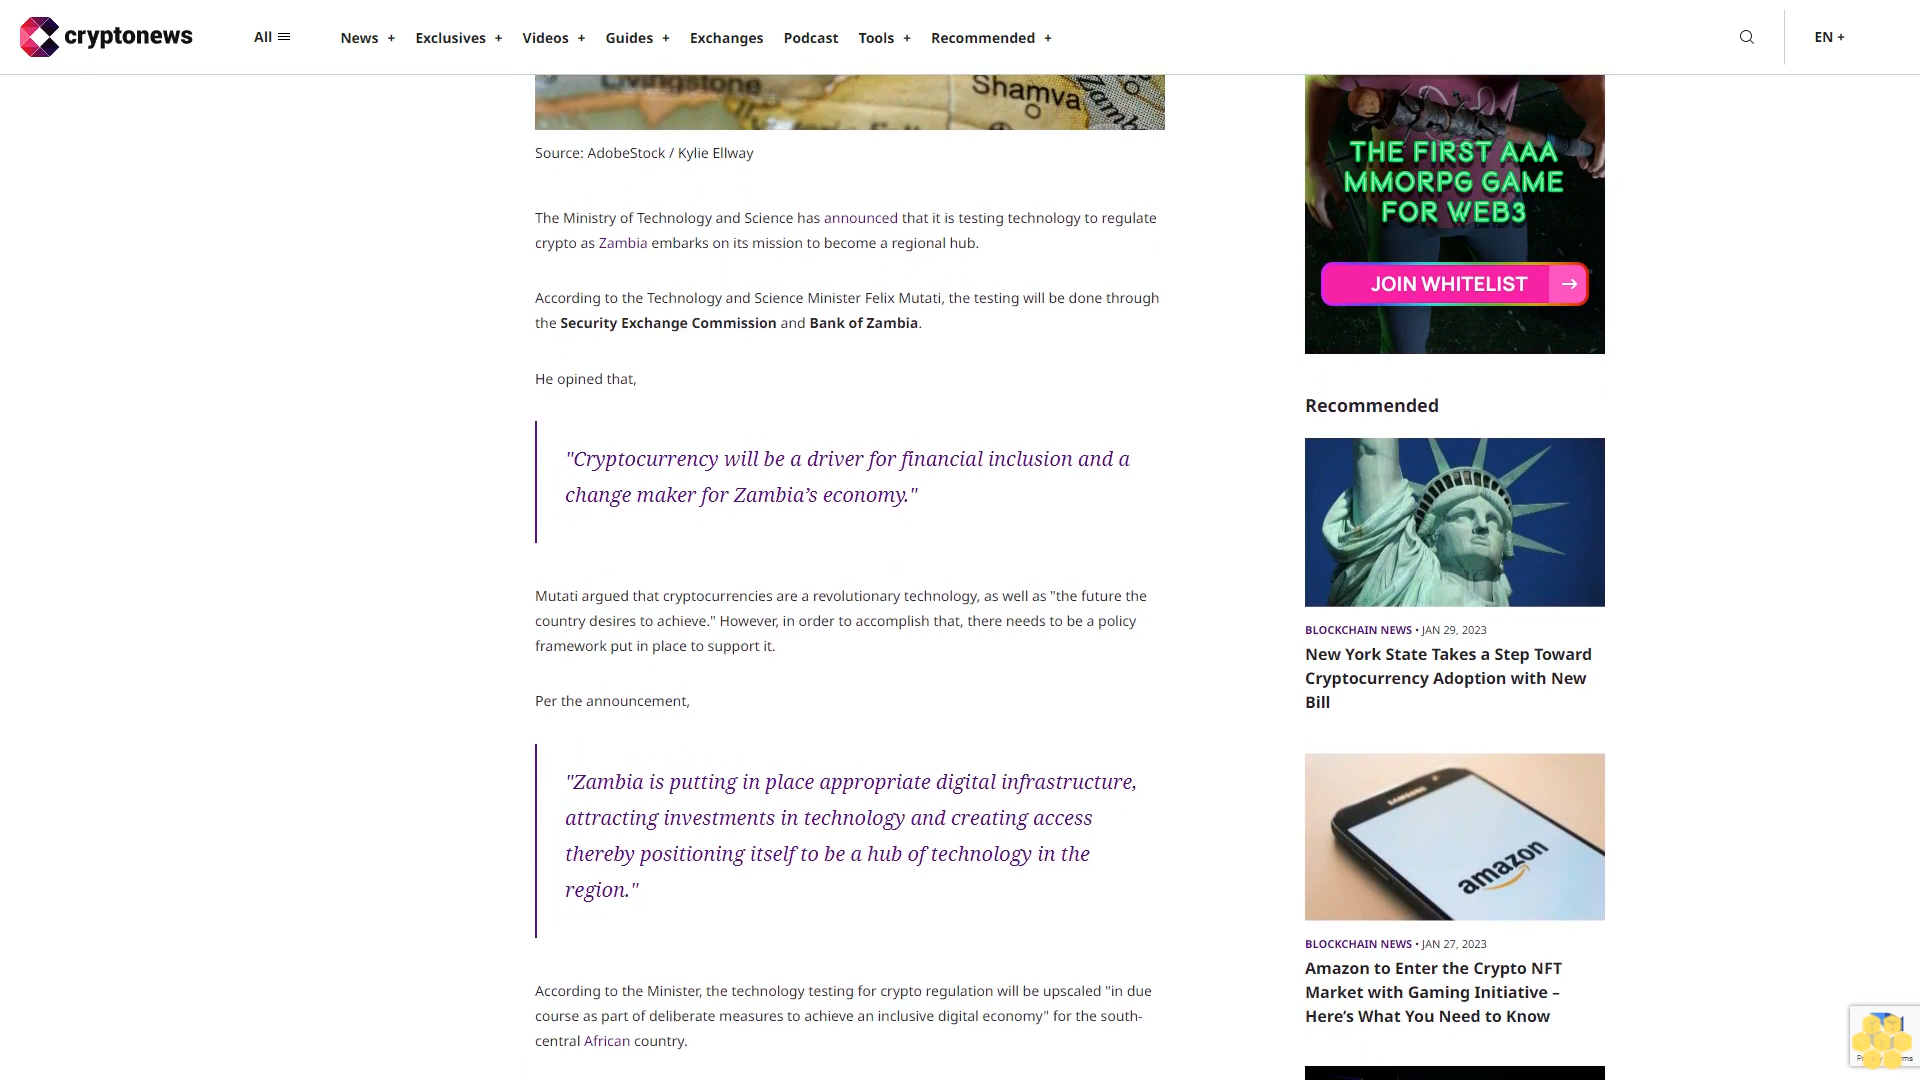 cryptonews
All
News +
Exclusives +
Videos +
Guides +
Exchanges
Podcast
Tools +
Recommended +
EN +
Livingstone
Shamva
Zamb
Source: AdobeStock / Kylie Ellway
The Ministry of Technology and Science has announced that it is testing technology to regulate
crypto as Zambia embarks on its mission to become a regional hub.
According to the Technology and Science Minister Felix Mutati, the testing will be done through
the Security Exchange Commission and Bank of Zambia.
He opined that,
"Cryptocurrency will be a driver for financial inclusion and a
change maker for Zambia’s economy."
Mutati argued that cryptocurrencies are a revolutionary technology, as well as "the future the
country desires to achieve." However, in order to accomplish that, there needs to be a policy
framework put in place to support it.
Per the announcement,
"Zambia is putting in place appropriate digital infrastructure,
attracting investments in technology and creating access
thereby positioning itself to be a hub of technology in the
region."
According to the Minister, the technology testing for crypto regulation will be upscaled "in due
course as part of deliberate measures to achieve an inclusive digital economy" for the south-
central African country.
THE FIRST AAA
MMORPG GAME
FOR WEB3
JOIN WHITELIST →
Recommended
BLOCKCHAIN NEWS • JAN 29, 2023
New York State Takes a Step Toward
Cryptocurrency Adoption with New
Bill
SAMSUNG
amazon
BLOCKCHAIN NEWS • JAN 27, 2023
Amazon to Enter the Crypto NFT
Market with Gaming Initiative –
Here’s What You Need to Know